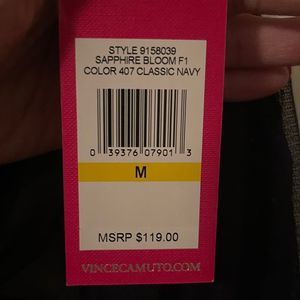 STYLE 9158039
SAPPHIRE BLOOM F1
COLOR 407 CLASSIC NAVY
0 39376 07901 3
M
MSRP $119.00
VINCECAMUTO.COM